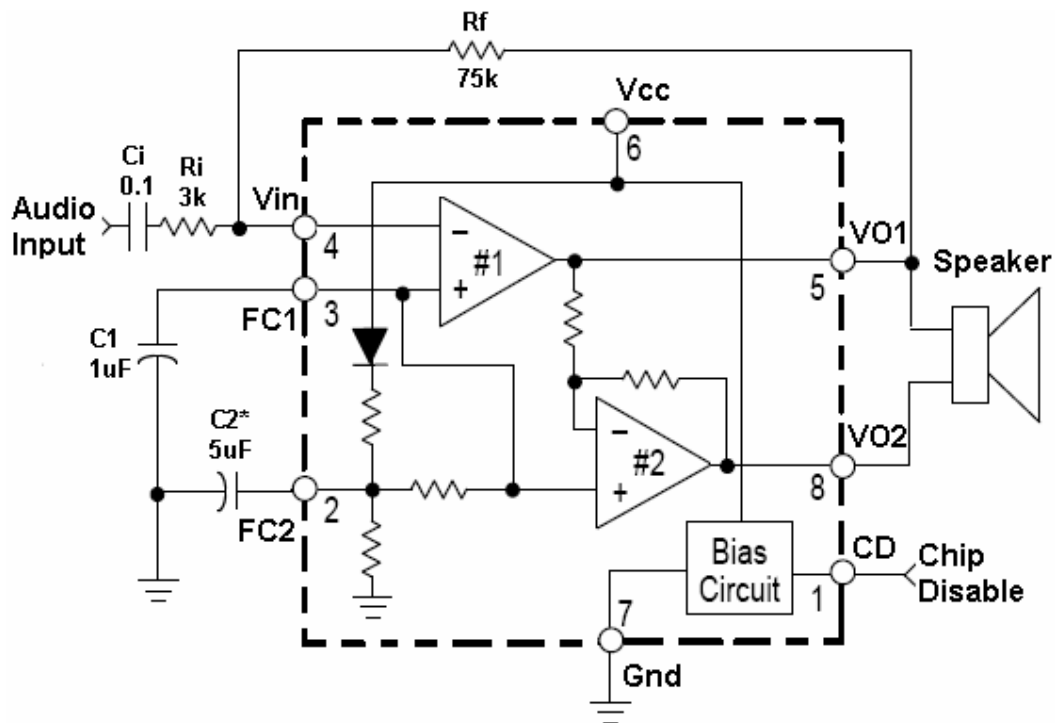 Rf
75k
Vcc
6
Ci
0.1
Ri
3k
Vin
Audio
Input
4
−
#1
+
VO1
5
Speaker
FC1
3
C1
1uF
C2*
5uF
FC2
2
−
#2
+
VO2
8
Bias
Circuit
CD
1
Chip
Disable
7
Gnd